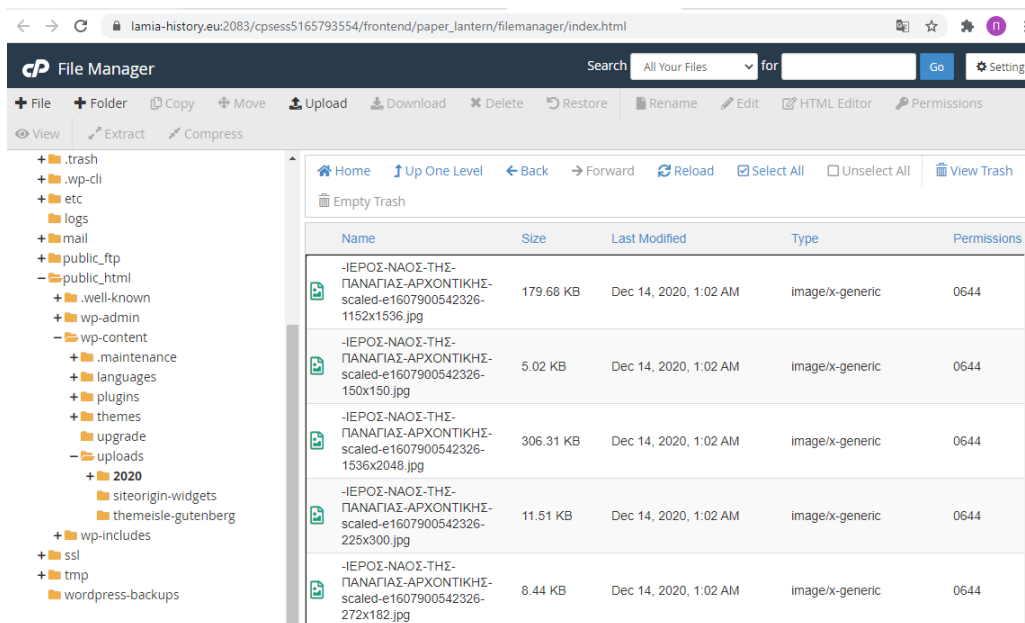 lamia-history.eu:2083/cpsess5165793554/frontend/paper_lantern/filemanager/index.html
П
cP File Manager
Search All Your Files for Go Setting
File Folder Copy Move Upload Download Delete Restore Rename Edit HTML Editor Permissions
View Extract Compress
.trash
.wp-cli
etc
logs
mail
public_ftp
public_html
.well-known
wp-admin
wp-content
.maintenance
languages
plugins
themes
upgrade
uploads
2020
siteorigin-widgets
themeisle-gutenberg
wp-includes
ssl
tmp
wordpress-backups
Home Up One Level Back Forward Reload Select All Unselect All View Trash
Empty Trash
Name Size Last Modified Type Permissions
-ΙΕΡΟΣ-ΝΑΟΣ-ΤΗΣ-
ΠΑΝΑΓΙΑΣ-ΑΡΧΟΝΤΙΚΗΣ-
scaled-e1607900542326-
1152x1536.jpg
179.68 KB Dec 14, 2020, 1:02 AM image/x-generic 0644
-ΙΕΡΟΣ-ΝΑΟΣ-ΤΗΣ-
ΠΑΝΑΓΙΑΣ-ΑΡΧΟΝΤΙΚΗΣ-
scaled-e1607900542326-
150x150.jpg
5.02 KB Dec 14, 2020, 1:02 AM image/x-generic 0644
-ΙΕΡΟΣ-ΝΑΟΣ-ΤΗΣ-
ΠΑΝΑΓΙΑΣ-ΑΡΧΟΝΤΙΚΗΣ-
scaled-e1607900542326-
1536x2048.jpg
306.31 KB Dec 14, 2020, 1:02 AM image/x-generic 0644
-ΙΕΡΟΣ-ΝΑΟΣ-ΤΗΣ-
ΠΑΝΑΓΙΑΣ-ΑΡΧΟΝΤΙΚΗΣ-
scaled-e1607900542326-
225x300.jpg
11.51 KB Dec 14, 2020, 1:02 AM image/x-generic 0644
-ΙΕΡΟΣ-ΝΑΟΣ-ΤΗΣ-
ΠΑΝΑΓΙΑΣ-ΑΡΧΟΝΤΙΚΗΣ-
scaled-e1607900542326-
272x182.jpg
8.44 KB Dec 14, 2020, 1:02 AM image/x-generic 0644